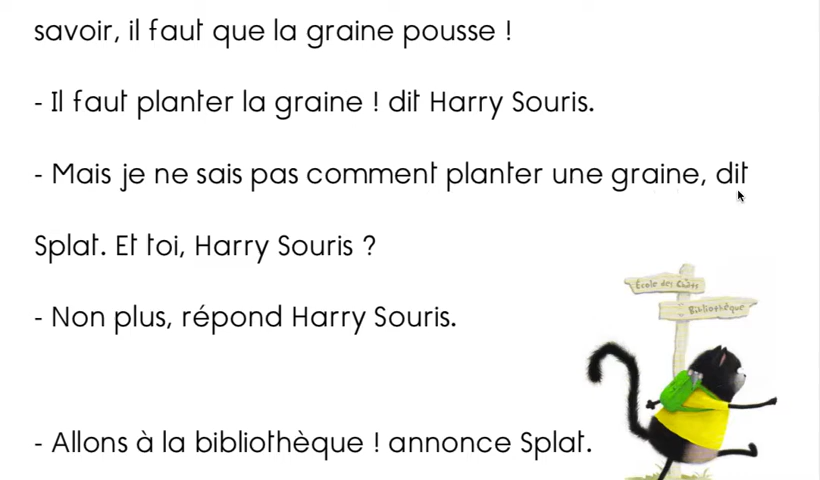 savoir, il faut que la graine pousse !
- Il faut planter la graine ! dit Harry Souris.
- Mais je ne sais pas comment planter une graine, dit
Splat. Et toi, Harry Souris ?
École des Chats
Bibliothèque
- Non plus, répond Harry Souris.
- Allons à la bibliothèque ! annonce Splat.